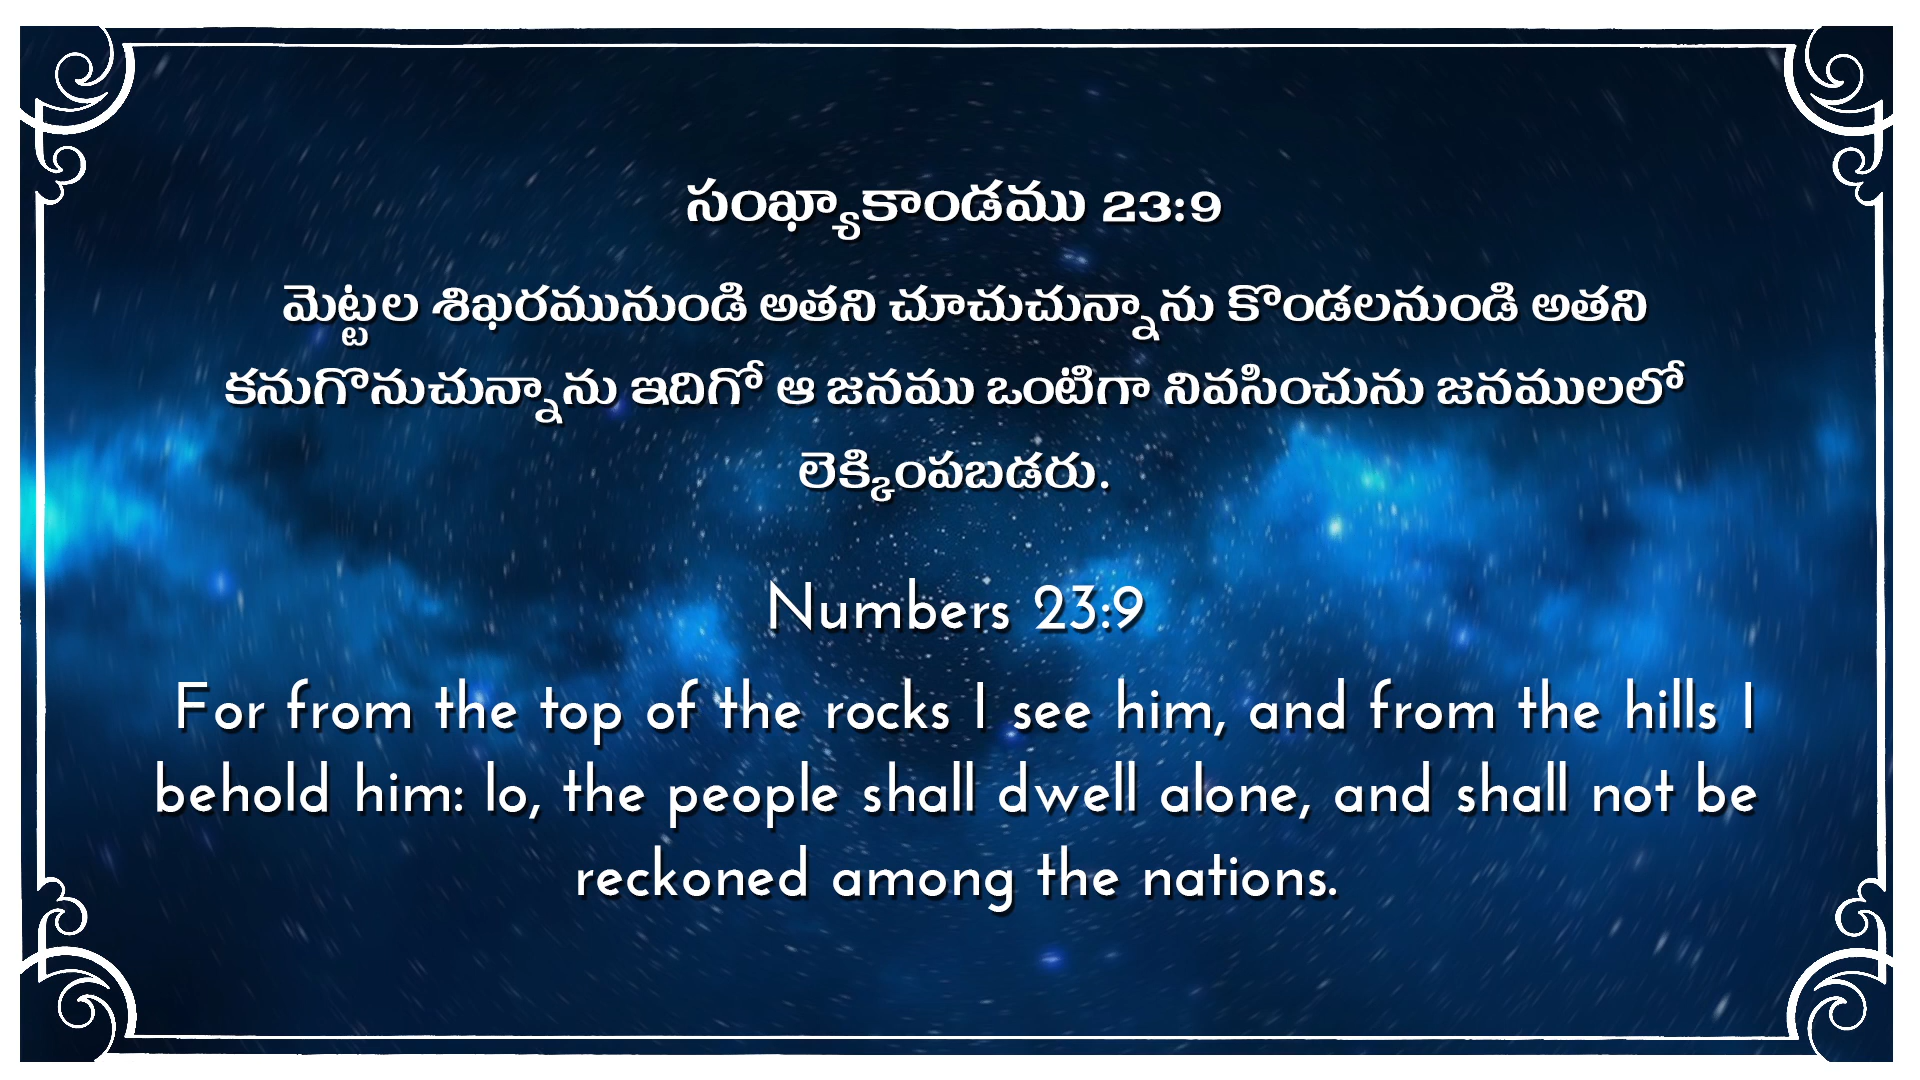 సంఖ్యాకాండము 23:9
మెట్టల శిఖరమునుండి అతని చూచుచున్నాను కొండలనుండి అతని
కనుగొనుచున్నాను ఇదిగో ఆ జనము ఒంటిగా నివసించును జనములలో
లెక్కింపబడరు.
Numbers 23:9
For from the top of the rocks I see him, and from the hills I
behold him: lo, the people shall dwell alone, and shall not be
reckoned among the nations.